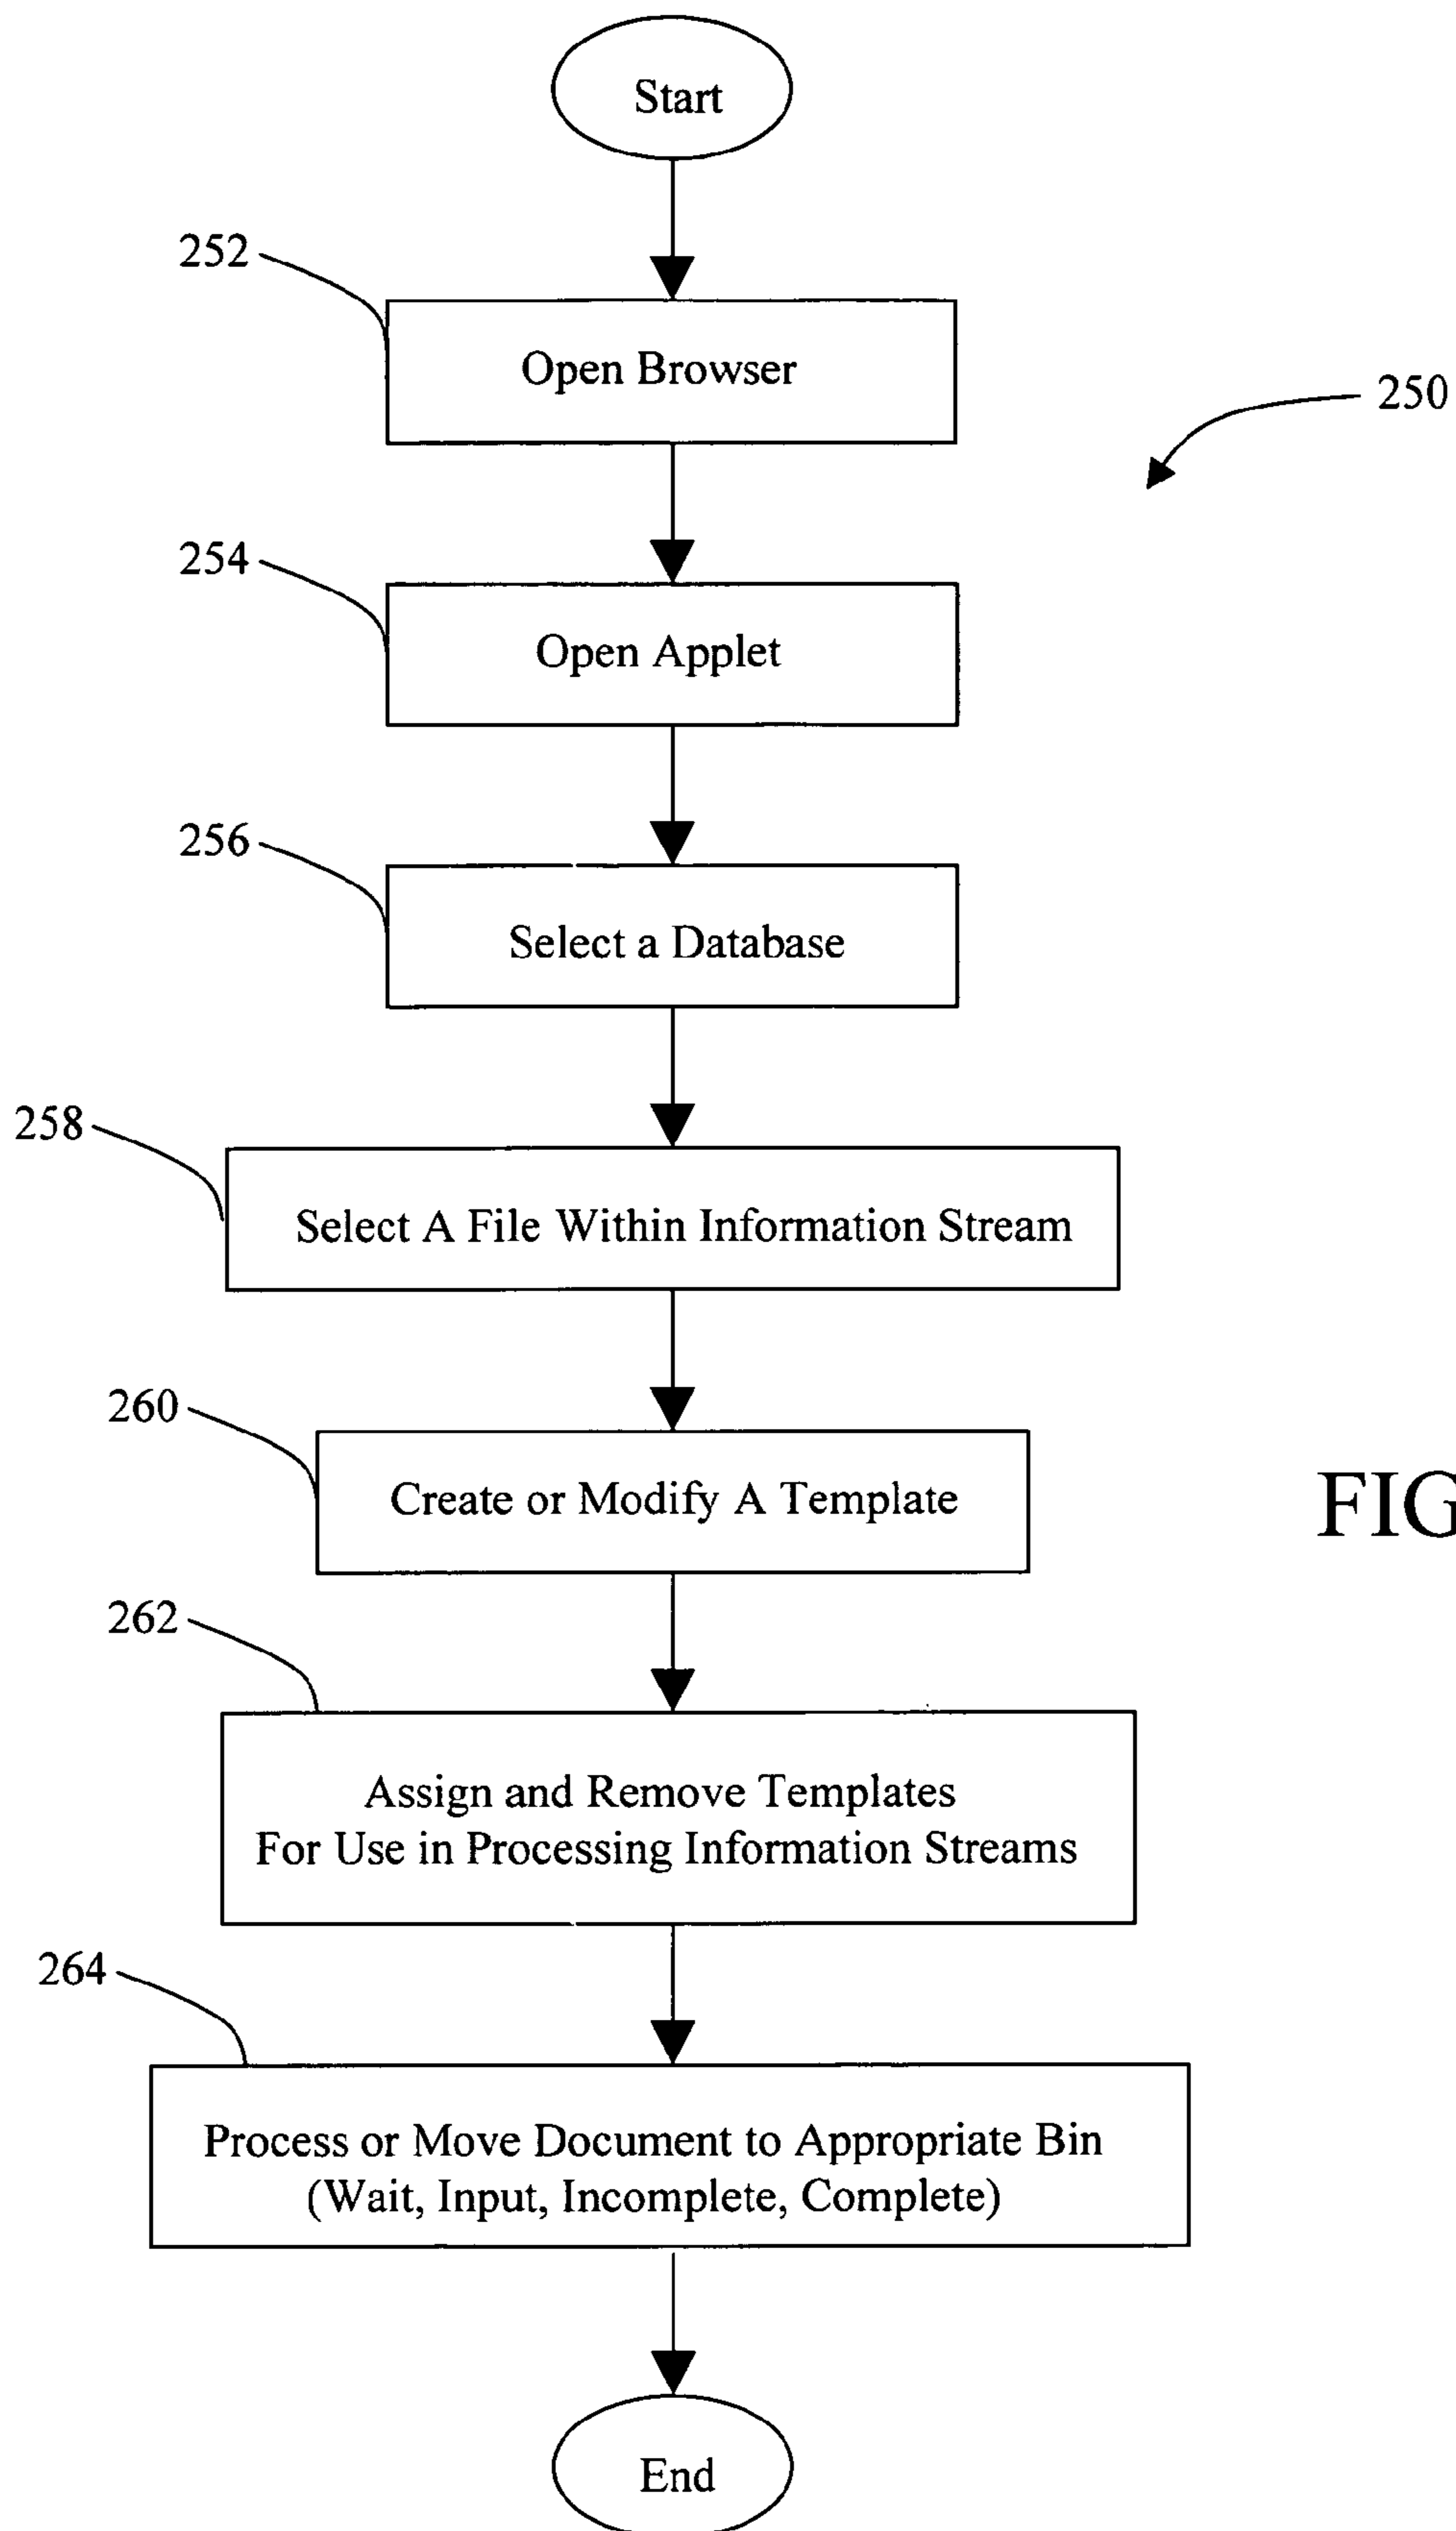 Start
252
Open Browser
250
254
Open Applet
256
Select a Database
258
Select A File Within Information Stream
260
Create or Modify A Template
FIG
262
Assign and Remove Templates
For Use in Processing Information Streams
264
Process or Move Document to Appropriate Bin
(Wait, Input, Incomplete, Complete)
End